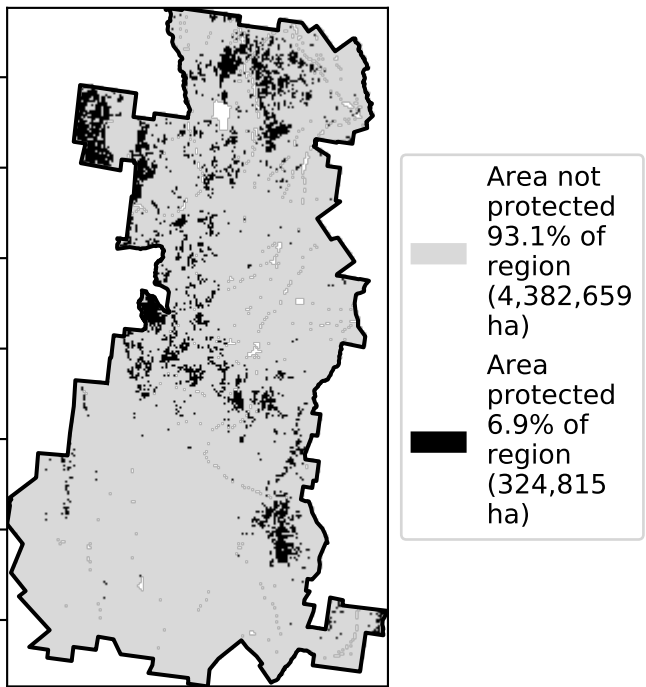 Area not
protected
93.1% of
region
(4,382,659
ha)
Area
protected
6.9% of
region
(324,815
ha)